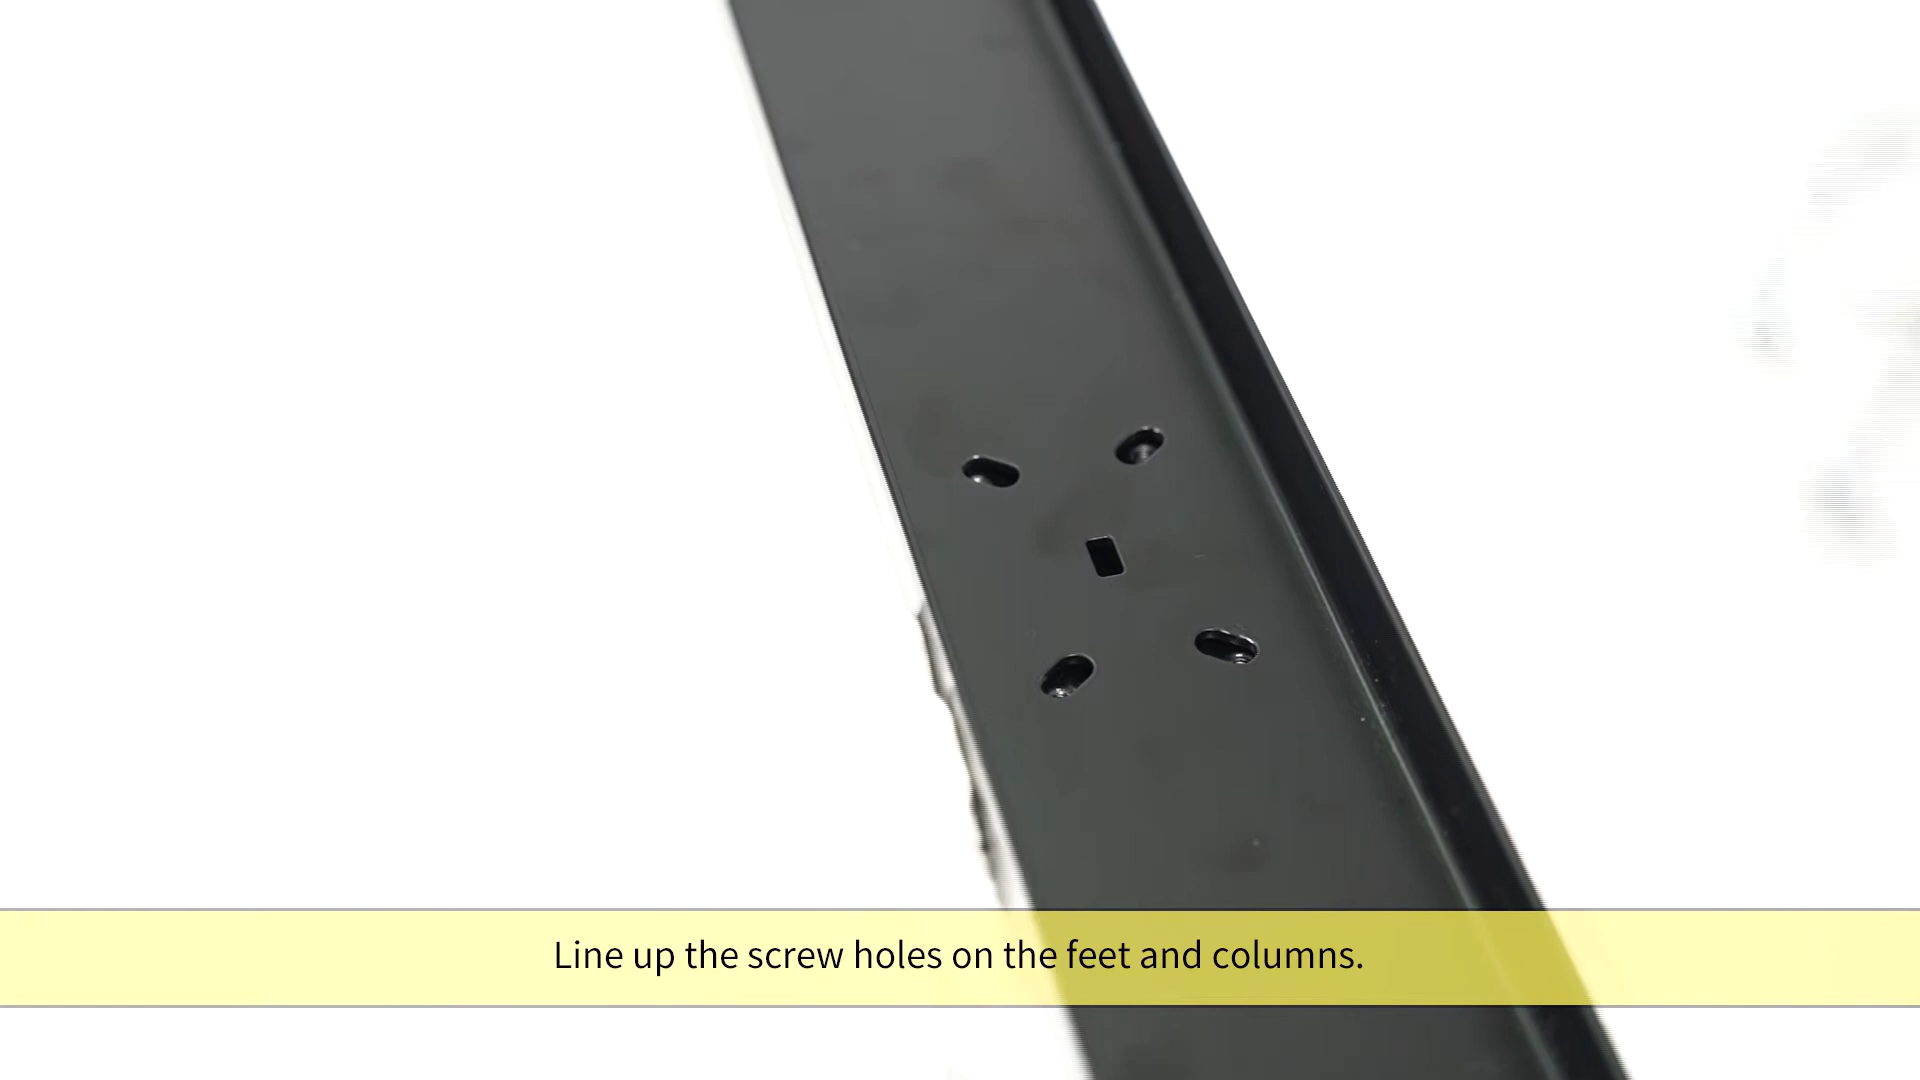 Line up the screw holes on the feet and columns.